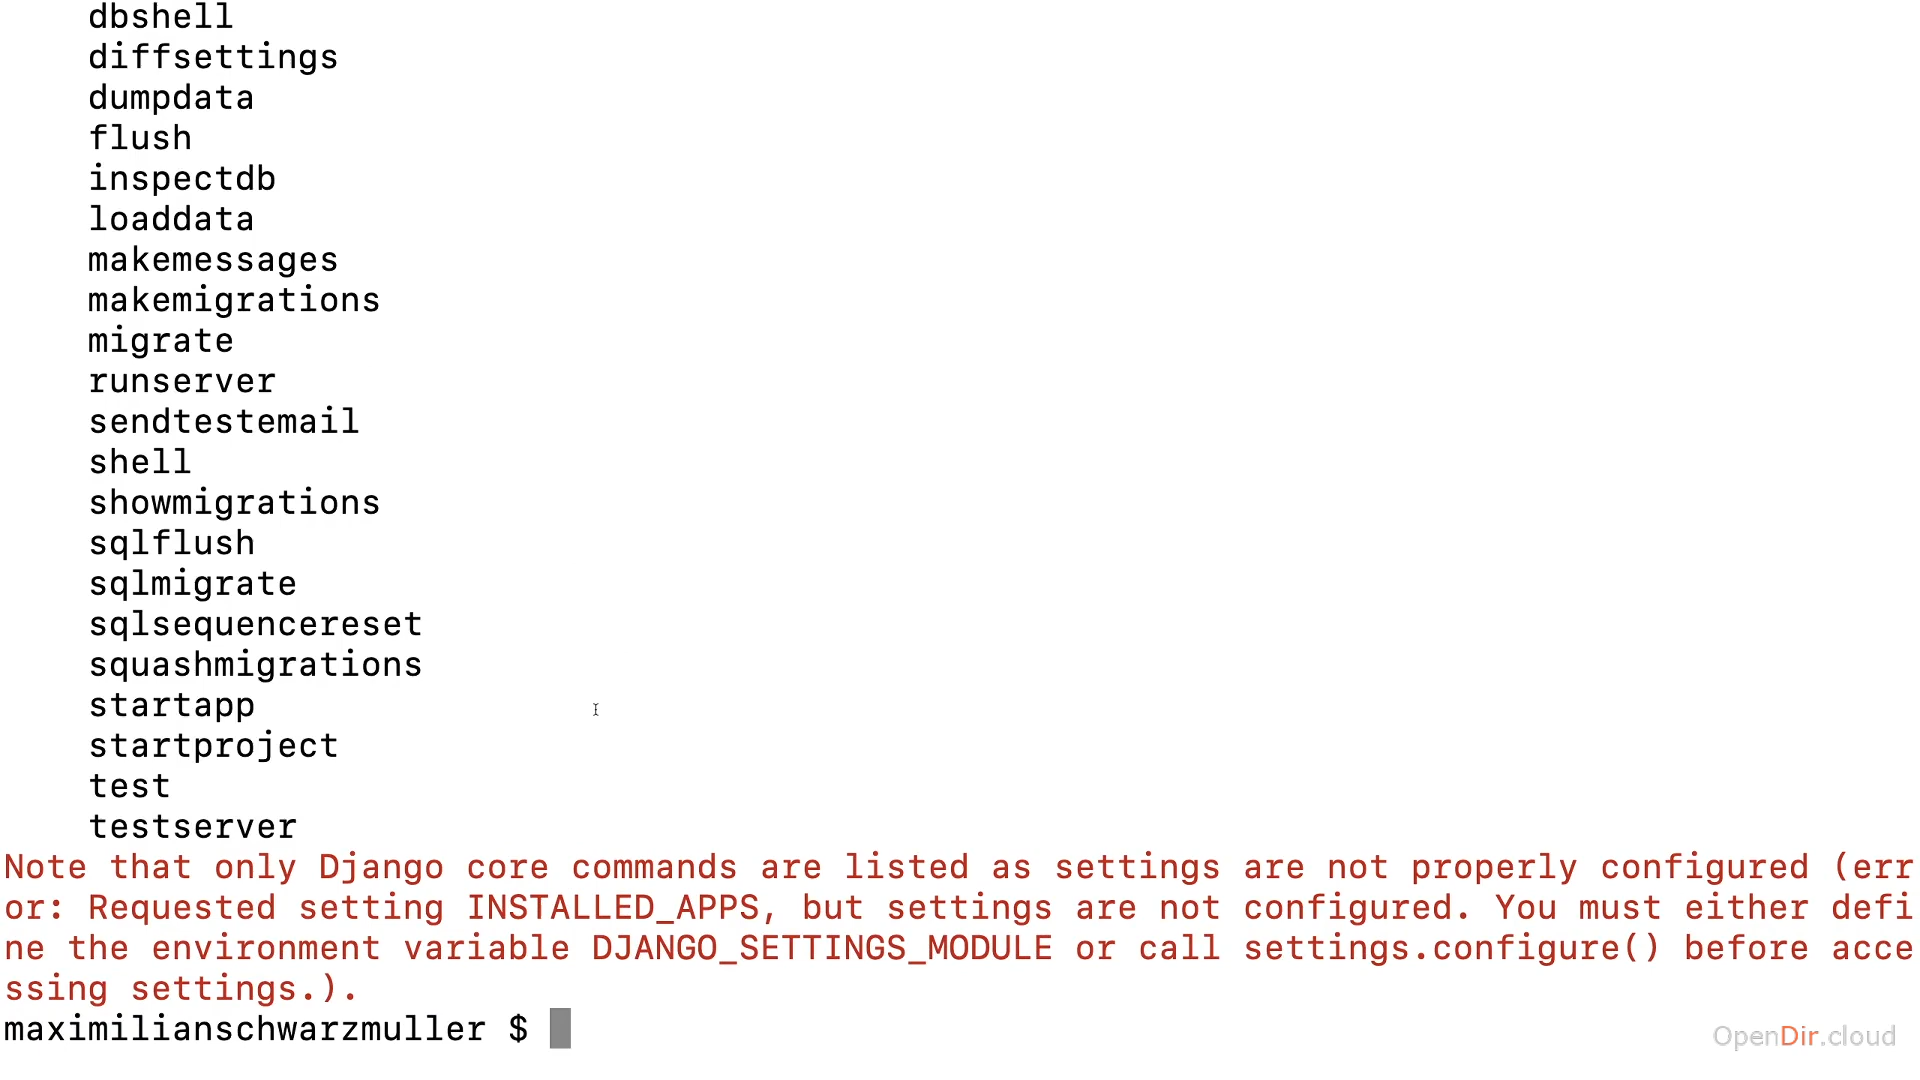 dbshell
diffsettings
dumpdata
flush
inspectdb
loaddata
makemessages
makemigrations
migrate
runserver
sendtestemail
shell
showmigrations
sqlflush
sqlmigrate
sqlsequencereset
squashmigrations
startapp
startproject
test
testserver
Note that only Django core commands are listed as settings are not properly configured (err
or: Requested setting INSTALLED_APPS, but settings are not configured. You must either defi
ne the environment variable DJANGO_SETTINGS_MODULE or call settings.configure() before acce
ssing settings.).
maximilianschwarzmuller $
OpenDir.cloud